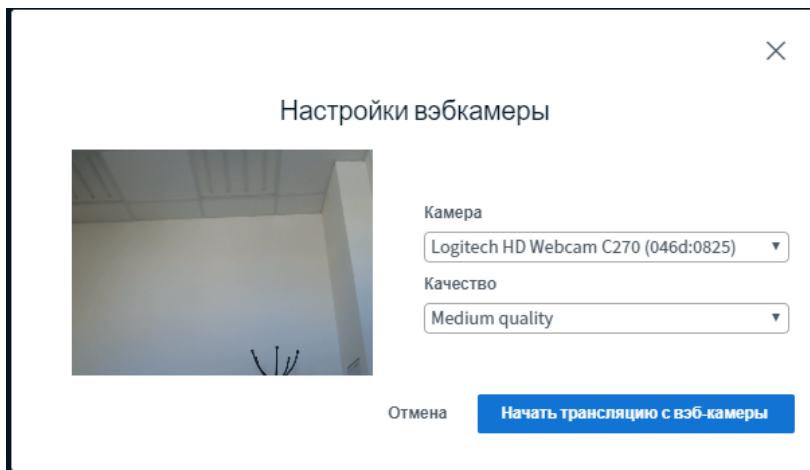 Настройки вэбкамеры
Камера
Logitech HD Webcam C270 (046d:0825)
Качество
Medium quality
Отмена
Начать трансляцию с вэб-камеры